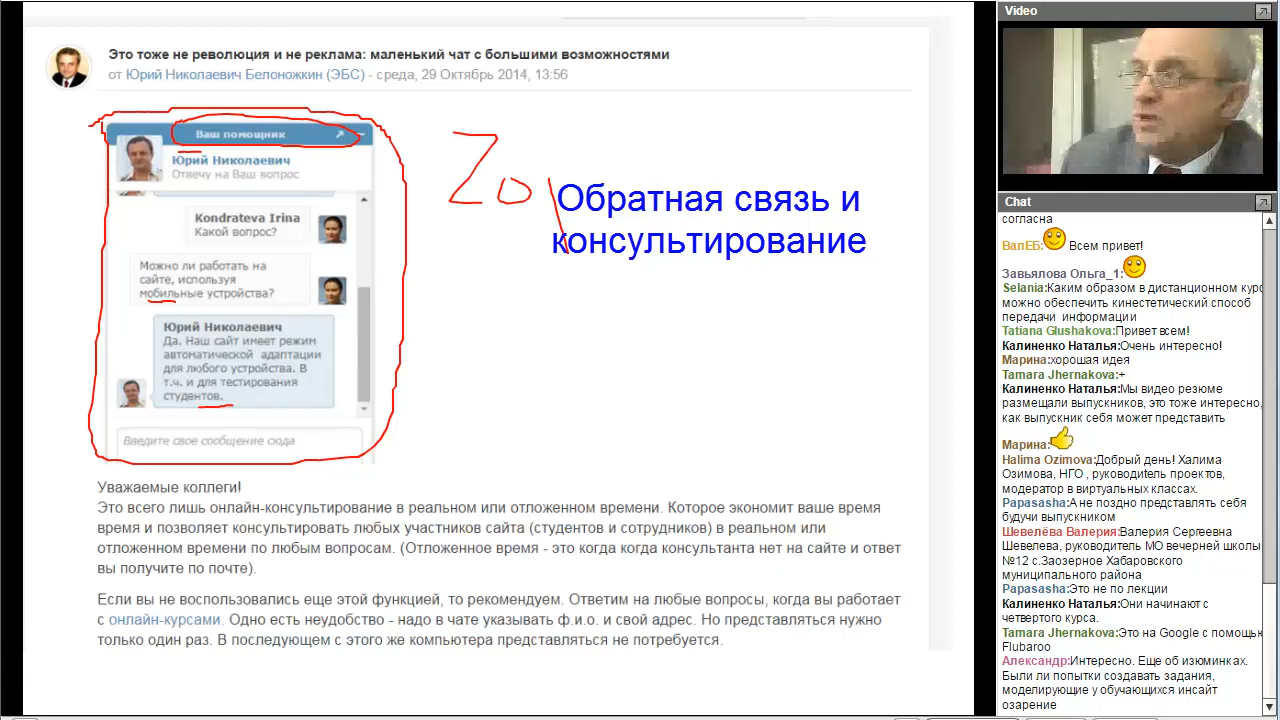 Это тоже не революция и не реклама: маленький чат с большими возможностями
от Юрий Николаевич Белоножкин (ЭБС) - среда, 29 Октябрь 2014, 13:56
Ваш помощник
Юрий Николаевич
Отвечу на Ваш вопрос
Kondrateva Irina
Какой вопрос?
Можно ли работать на
сайте, используя
мобильные устройства?
Юрий Николаевич
Да. Наш сайт имеет режим
автоматической адаптации
для любого устройства. В
т.ч. и для тестирования
студентов.
Введите свое сообщение сюда
Zo
Обратная связь и
консультирование
Уважаемые коллеги!
Это всего лишь онлайн-консультирование в реальном или отложенном времени. Которое экономит ваше время
время и позволяет консультировать любых участников сайта (студентов и сотрудников) в реальном или
отложенном времени по любым вопросам. (Отложенное время - это когда когда консультанта нет на сайте и ответ
вы получите по почте).
Если вы не воспользовались еще этой функцией, то рекомендуем. Ответим на любые вопросы, когда вы работает
с онлайн-курсами. Одно есть неудобство - надо в чате указывать ф.и.о. и свой адрес. Но представляться нужно
только один раз. В последующем с этого же компьютера представляться не потребуется.
Video
Chat
согласна
ВалЕБ: Всем привет!
Завьялова Ольга_1:
Selania:Каким образом в дистанционном курс
можно обеспечить кинестетический способ
передачи информации
Tatiana Glushakova:Привет всем!
Калиненко Наталья:Очень интересно!
Марина:хорошая идея
Tamara Jhernakova:+
Калиненко Наталья:Мы видео резюме
размещали выпускников, это тоже интересно,
как выпускник себя может представить
Марина:
Halima Ozimova:Добрый день! Халима
Озимова, НГО , руководитель проектов,
модератор в виртуальных классах.
Papasasha:А не поздно представлять себя
будучи выпускником
Шевелёва Валерия:Валерия Сергеевна
Шевелева, руководитель МО вечерней школы
№12 с.Заозерное Хабаровского
муниципального района
Papasasha:Это не по лекции
Калиненко Наталья:Они начинают с
четвертого курса.
Tamara Jhernakova:Это на Google с помощью
Flubaroo
Александр:Интересно. Еще об изюминках.
Были ли попытки создавать задания,
моделирующие у обучающихся инсайт
озарение